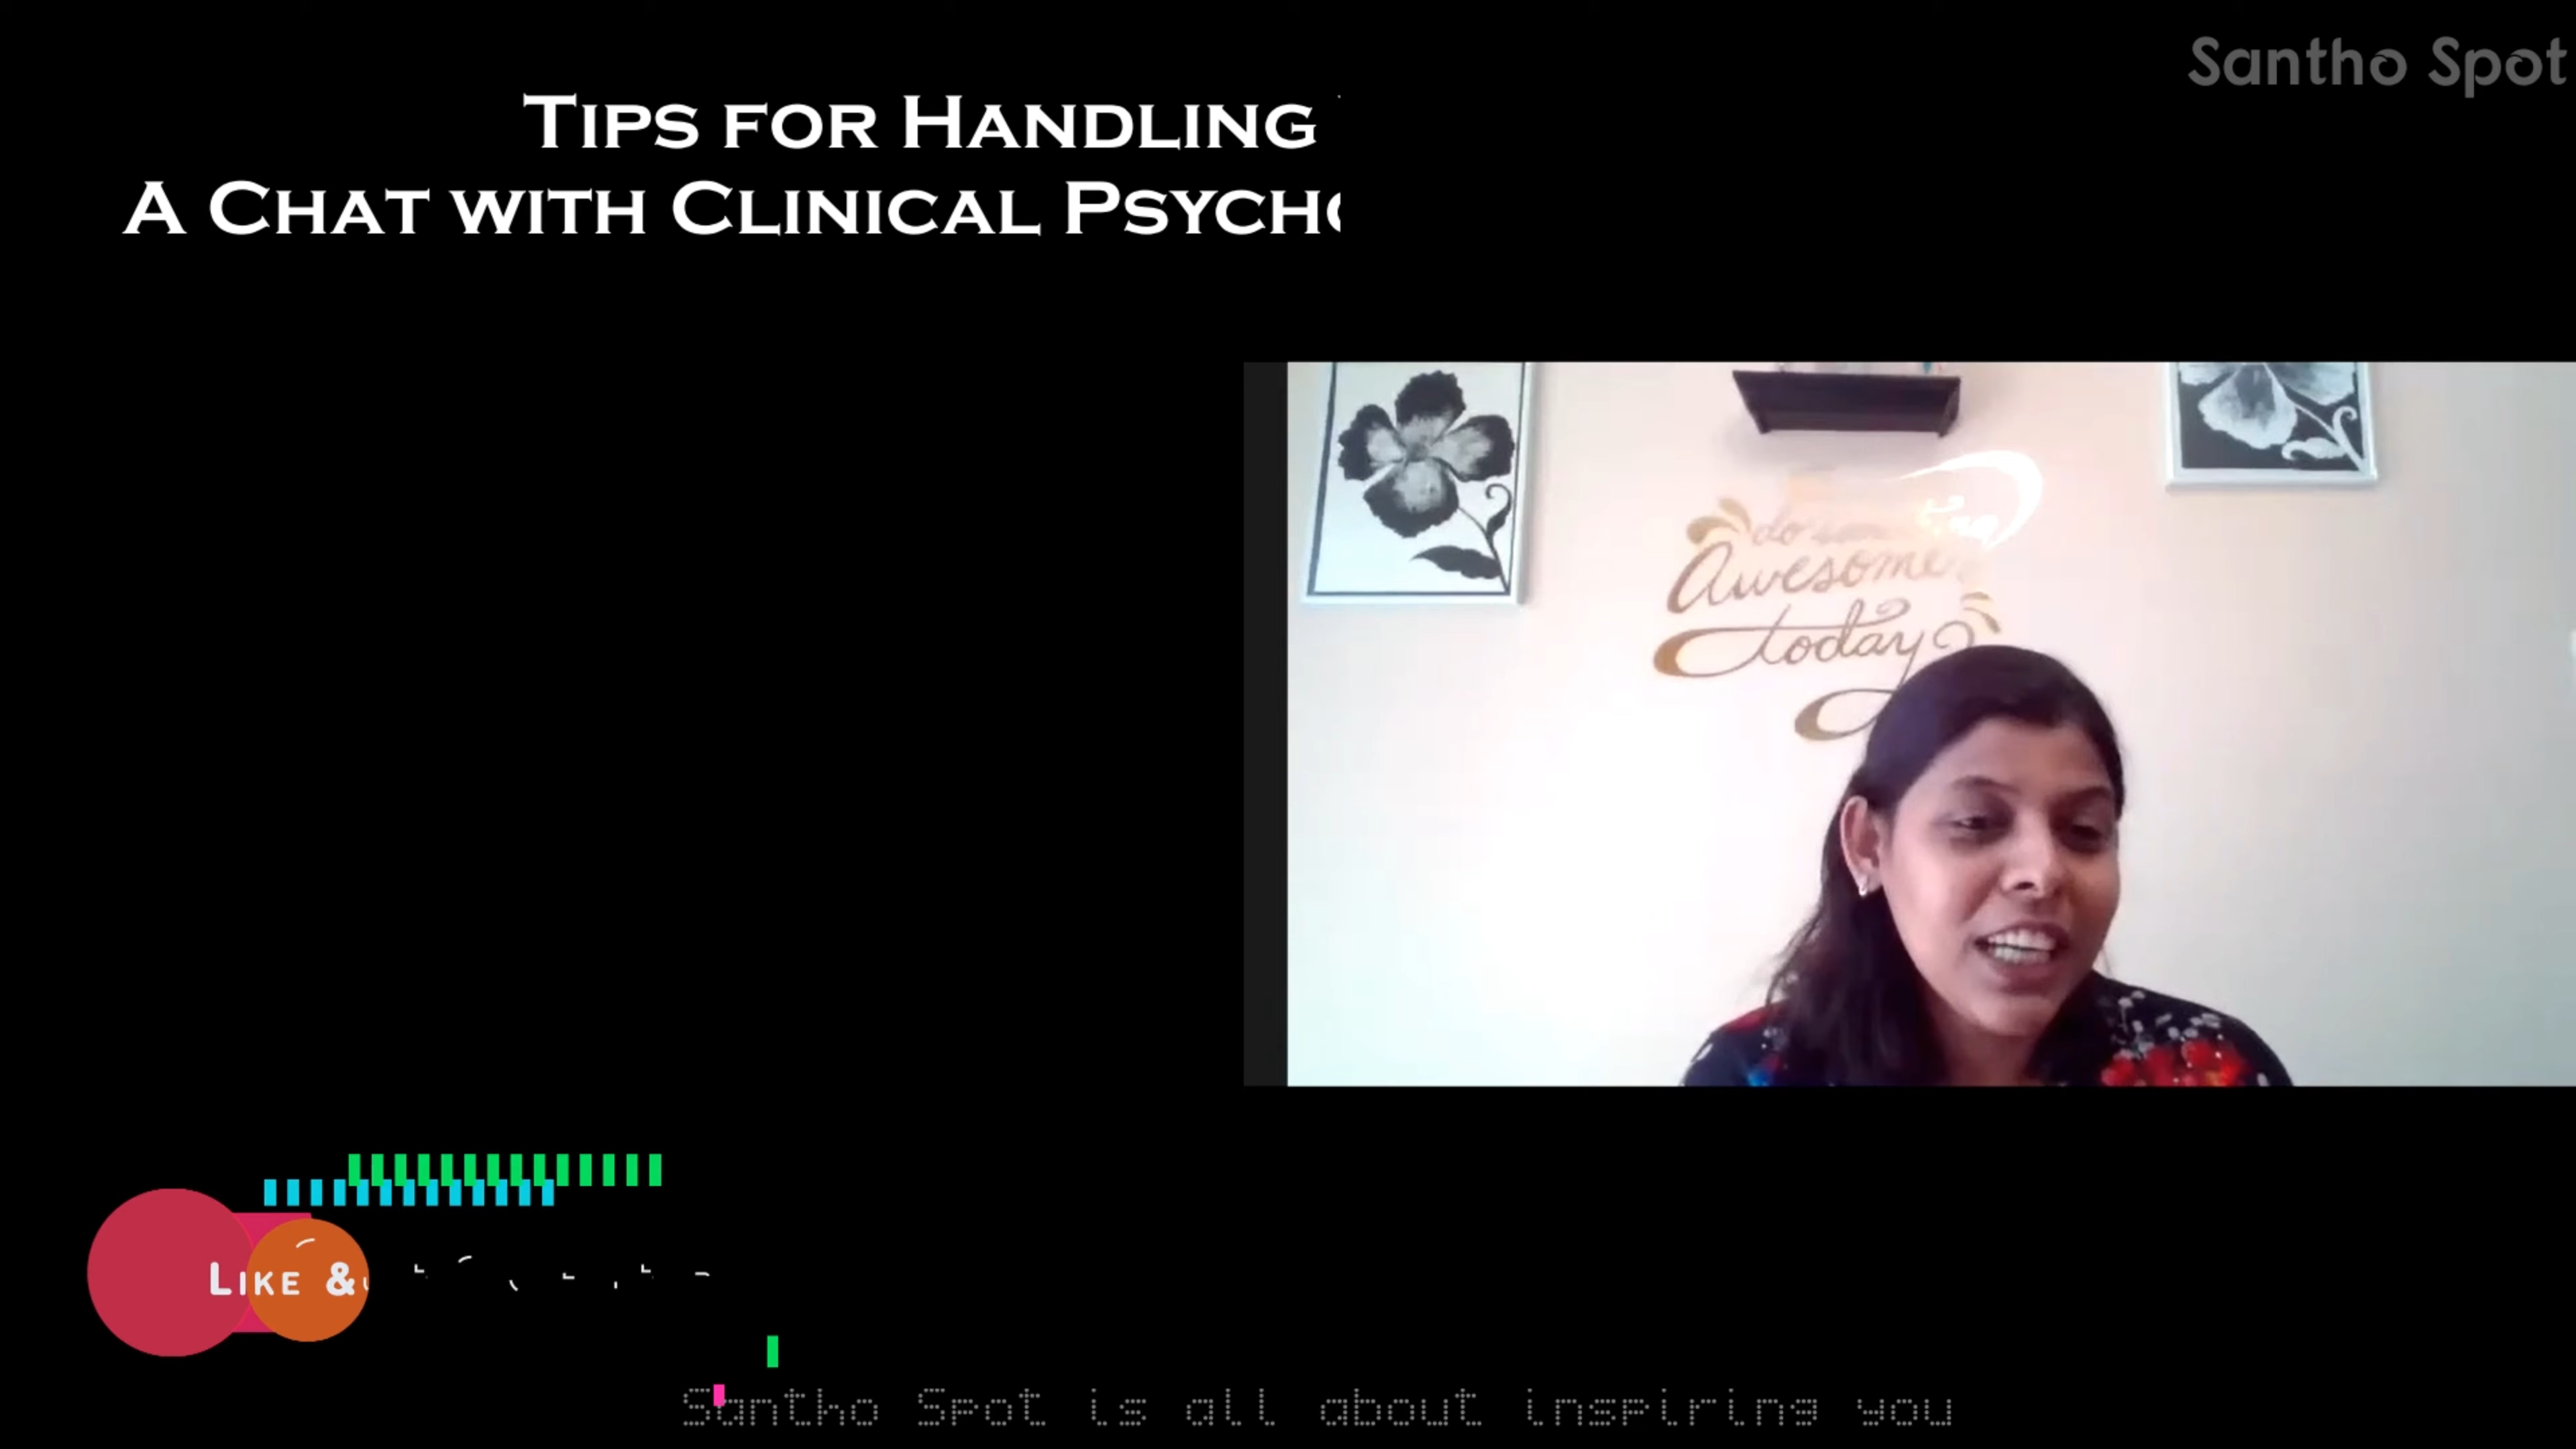 Santho Spot
TIPS FOR HANDLING
A CHAT WITH CLINICAL
do
Awesome
today
LIKE &
Santho Spot is all about inspiring you